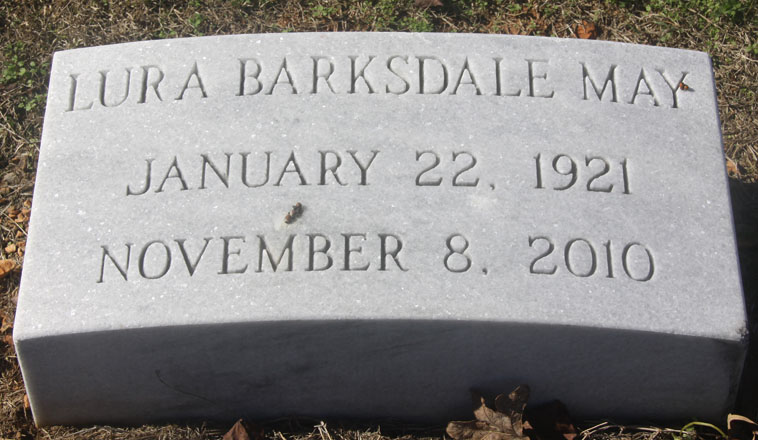 LURA BARKSDALE MAY
JANUARY 22, 1921
NOVEMBER 8, 2010